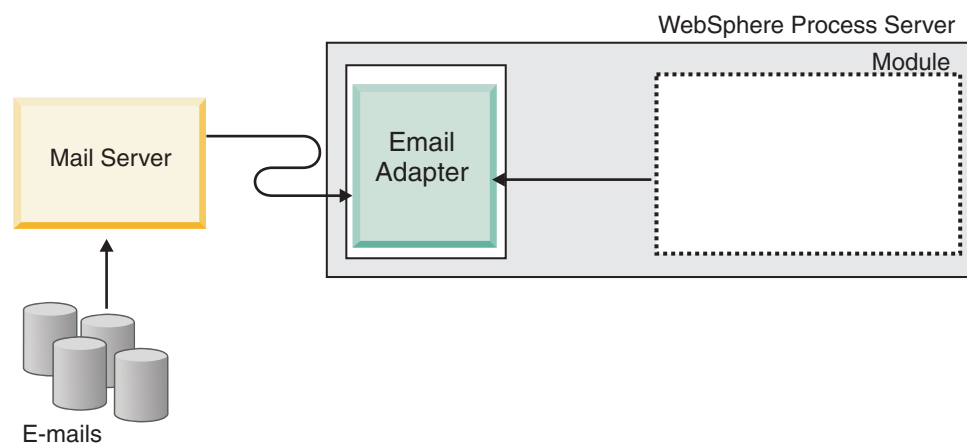 WebSphere Process Server
Module
Mail Server
Email
Adapter
E-mails